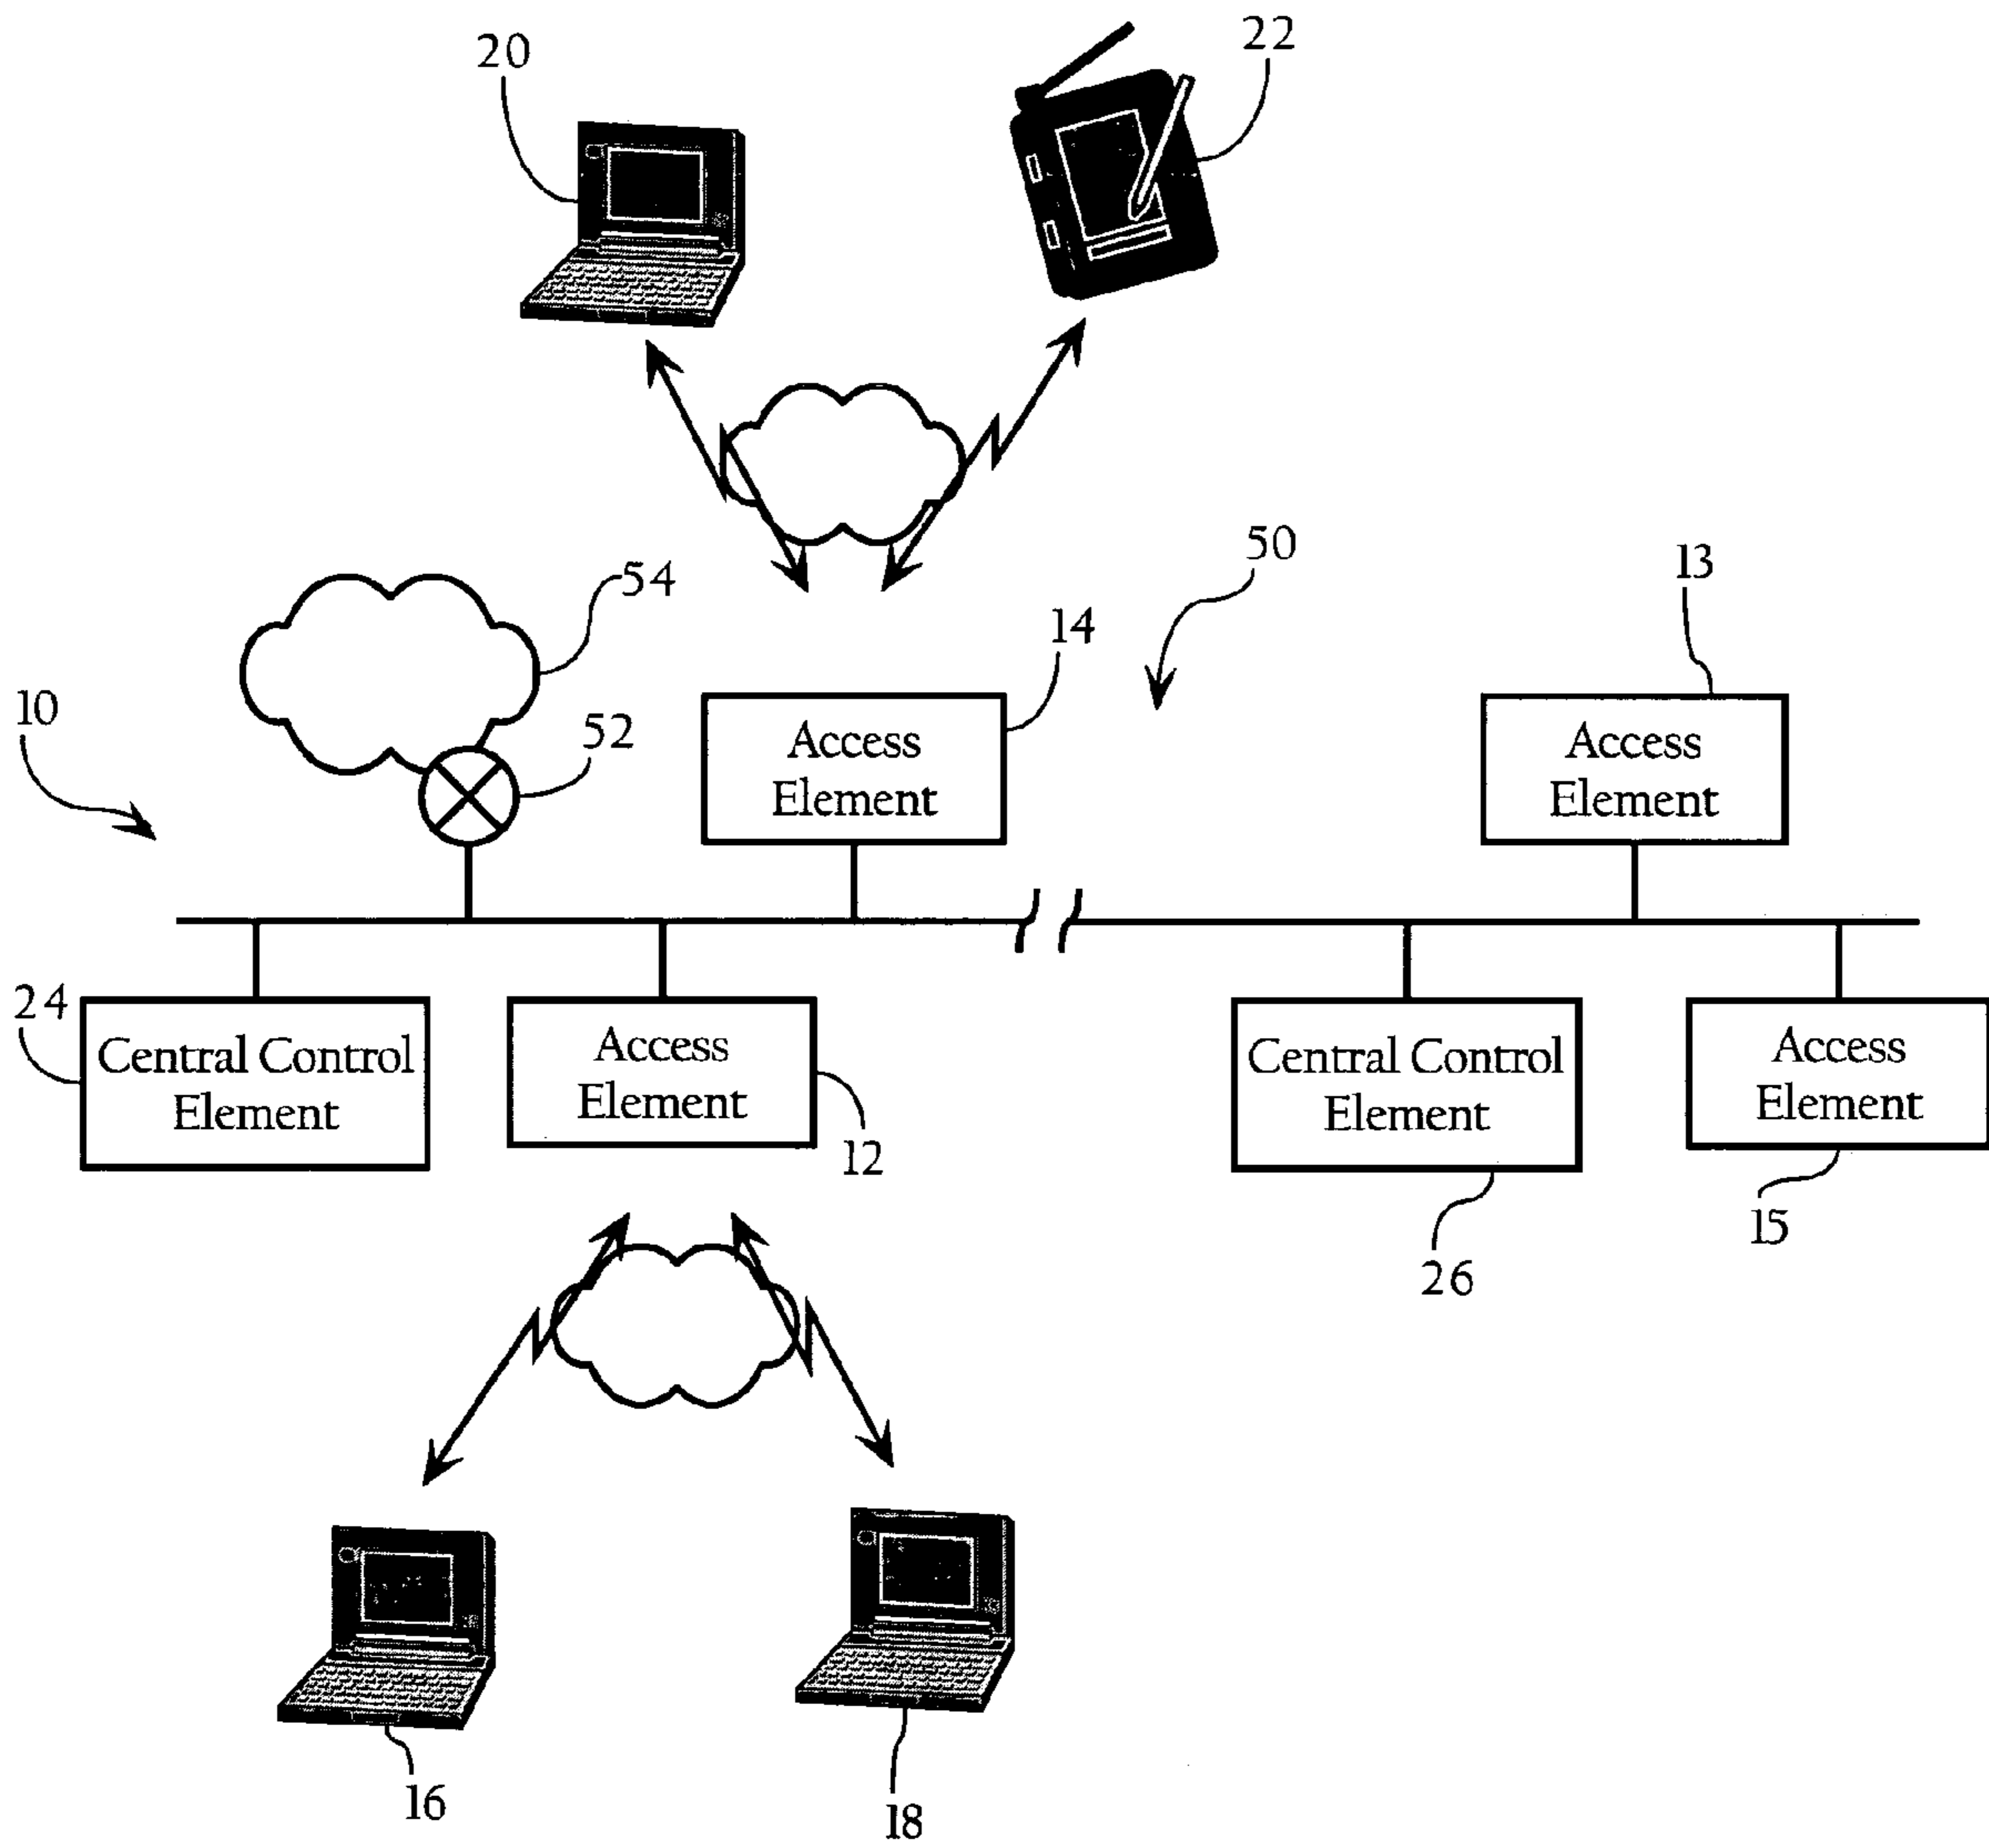 20
22
54
50
13
14
10
52
Access
Element
Access
Element
24
Central Control
Element
Access
Element
12
Central Control
Element
Access
Element
26
15
16
18